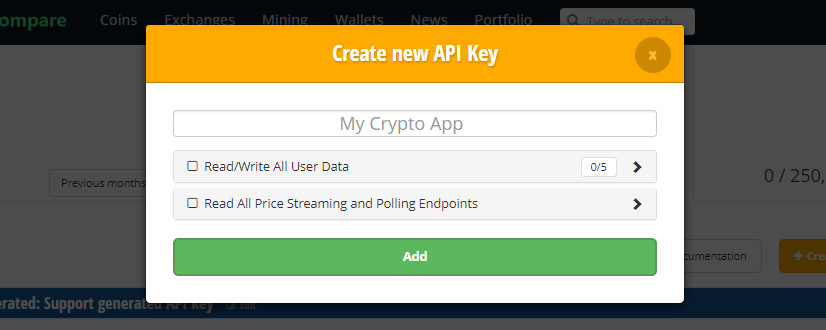 ompare Coins Exchanges Mining Wallets News Portfolio Type to search...
Create new API Key x
My Crypto App
Read/Write All User Data 0/5
Previous months
0 / 250,
Read All Price Streaming and Polling Endpoints
Add
cumentation
+ Cre
erated: Support generated API Key Edit